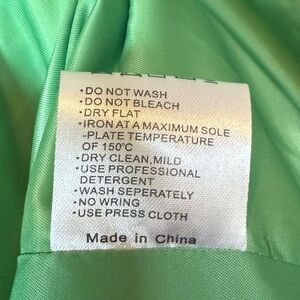 •DO NOT WASH
•DO NOT BLEACH
•DRY FLAT
•IRON AT A MAXIMUM SOLE
-PLATE TEMPERATURE
OF 150°C
•DRY CLEAN,MILD
•USE PROFESSIONAL
DETERGENT
•WASH SEPERATELY
•NO WRING
•USE PRESS CLOTH
Made in China